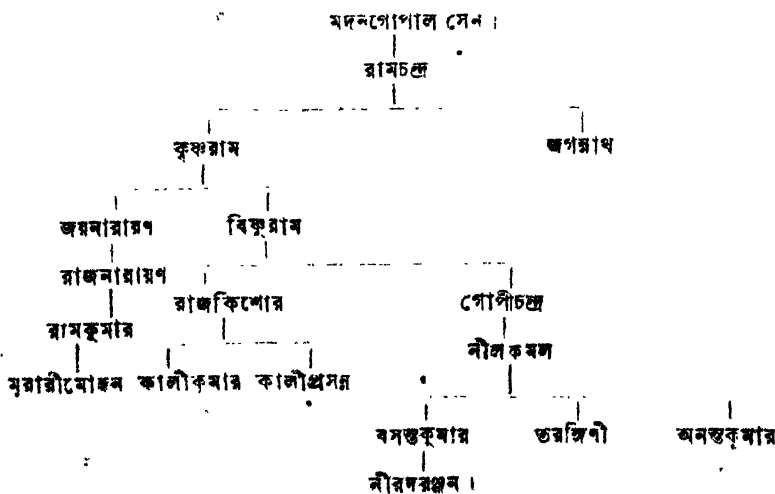 মদনগোপাল সেন।
রামচন্দ্র
কৃষ্ণরাম জগন্নাথ
জয়নারায়ণ বিষ্ণুরাম
রাজনারায়ণ
রাজকিশোর গোপীচন্দ্র
রামকুমার
নীলকমল
মুরারীমোহন কালীকুমার কালীপ্রসন্ন
বসন্তকুমার তরঙ্গিণী অনন্তকুমার
নীরদরঞ্জন।